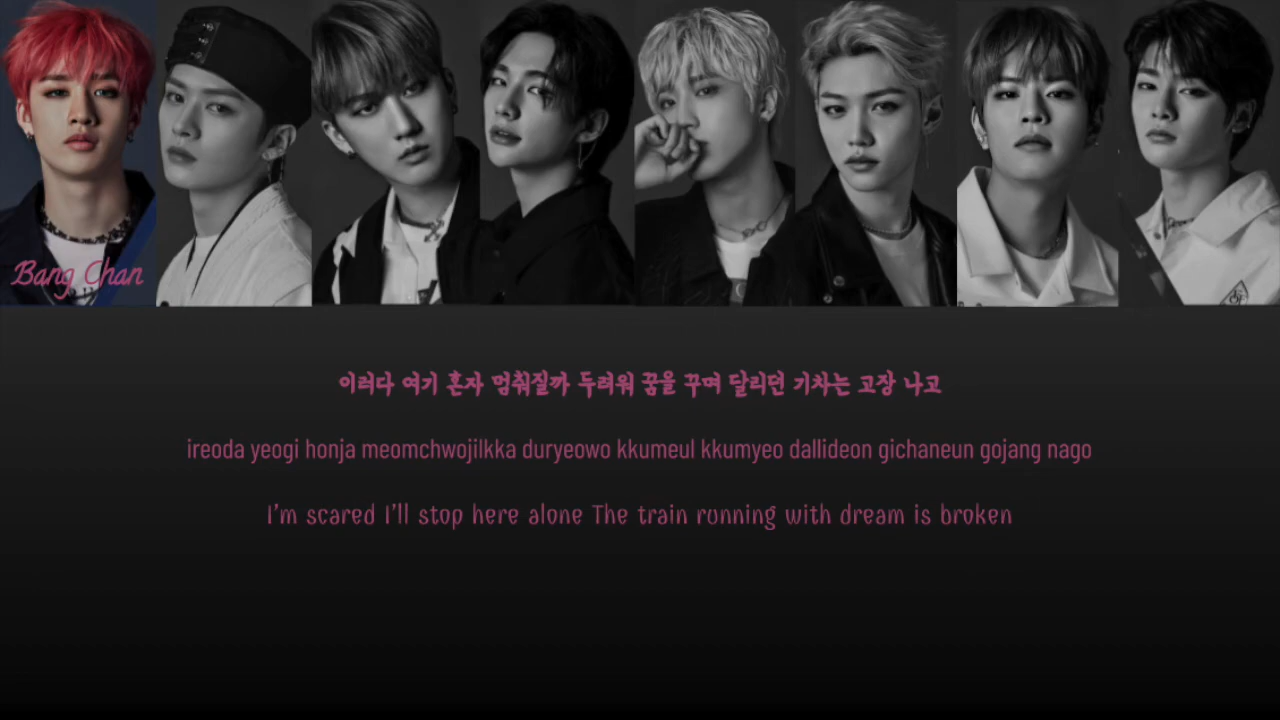 Bang Chan
이러다 여기 혼자 멈춰질까 두려워 꿈을 꾸며 달리던 기차는 고장 나고
ireoda yeogi honja meomchwojilkka duryeowo kkumeul kkumyeo dallideon gichaneun gojang nago
I'm scared I'll stop here alone The train running with dream is broken